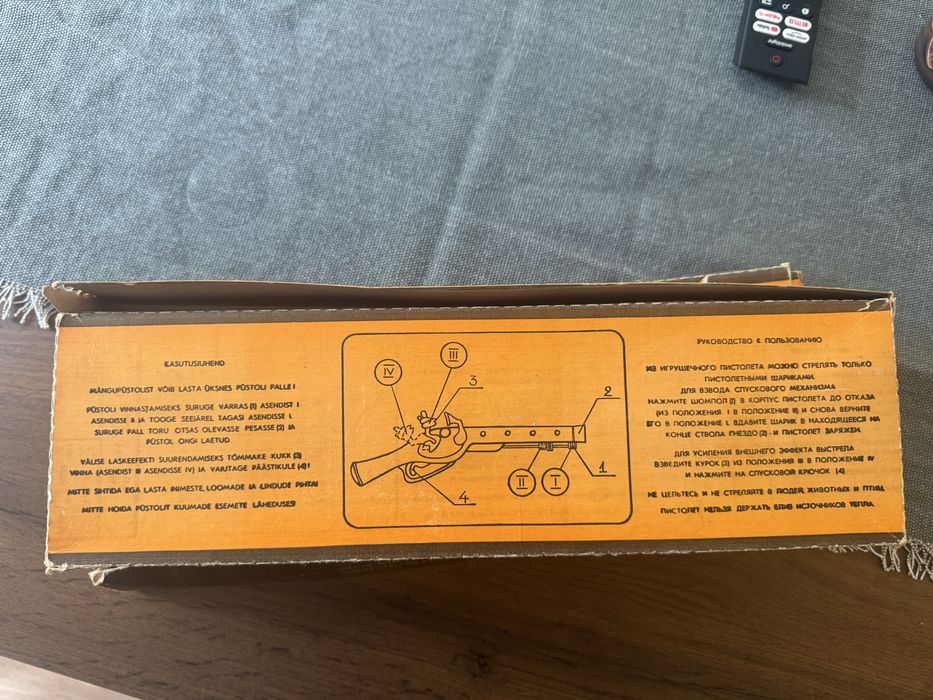 NETFLIX
KASUTUSJUHEND
MÄNGUPÜSTOLIST VÕIB LASTA ÜKSNES PÜSTOLI PALLE!
PÜSTOLI VINNASTAMISEKS SURUGE VARRAS (1) ASENDIST I
ASENDISSE II JA TOOGE SEEJÄREL TAGASI ASENDISSE I.
SURUGE PALL TORU OTSAS OLEVASSE PESASSE (2) JA
PÜSTOL ONGI LAETUD.
VÄLISE LASKEEFEKTI SUURENDAMISEKS TÕMMAKE KUKK (3)
VINNA (ASENDIST III ASENDISSE IV) JA VAJUTAGE PÄÄSTIKULE (4)!
MITTE SIHTIDA EGA LASTA INIMESTE, LOOMADE JA LINDUDE PIHTA!
MITTE HOIDA PÜSTOLIT KUUMADE ESEMETE LÄHEDUSES!
III
IV
3
2
4
II
I
1
РУКОВОДСТВО К ПОЛЬЗОВАНИЮ
ИЗ ИГРУШЕЧНОГО ПИСТОЛЕТА МОЖНО СТРЕЛЯТЬ ТОЛЬКО
ПИСТОЛЕТНЫМИ ШАРИКАМИ.
ДЛЯ ВЗВОДА СПУСКОВОГО МЕХАНИЗМА
НАЖМИТЕ ШОМПОЛ (1) В КОРПУС ПИСТОЛЕТА ДО ОТКАЗА
(ИЗ ПОЛОЖЕНИЯ I В ПОЛОЖЕНИЕ II) И СНОВА ВЕРНИТЕ
ЕГО В ПОЛОЖЕНИЕ I. ВДАВИТЕ ШАРИК В НАХОДЯЩЕЕСЯ НА
КОНЦЕ СТВОЛА ГНЕЗДО (2) - И ПИСТОЛЕТ ЗАРЯЖЕН.
ДЛЯ УСИЛЕНИЯ ВНЕШНЕГО ЭФФЕКТА ВЫСТРЕЛА
ВЗВЕДИТЕ КУРОК (3) ИЗ ПОЛОЖЕНИЯ III В ПОЛОЖЕНИЕ IV
И НАЖМИТЕ НА СПУСКОВОЙ КРЮЧОК (4)
НЕ ЦЕЛЬТЕСЬ И НЕ СТРЕЛЯЙТЕ В ЛЮДЕЙ, ЖИВОТНЫХ И ПТИЦ.
ПИСТОЛЕТ НЕЛЬЗЯ ДЕРЖАТЬ ВБЛИЗИ ИСТОЧНИКОВ ТЕПЛА.